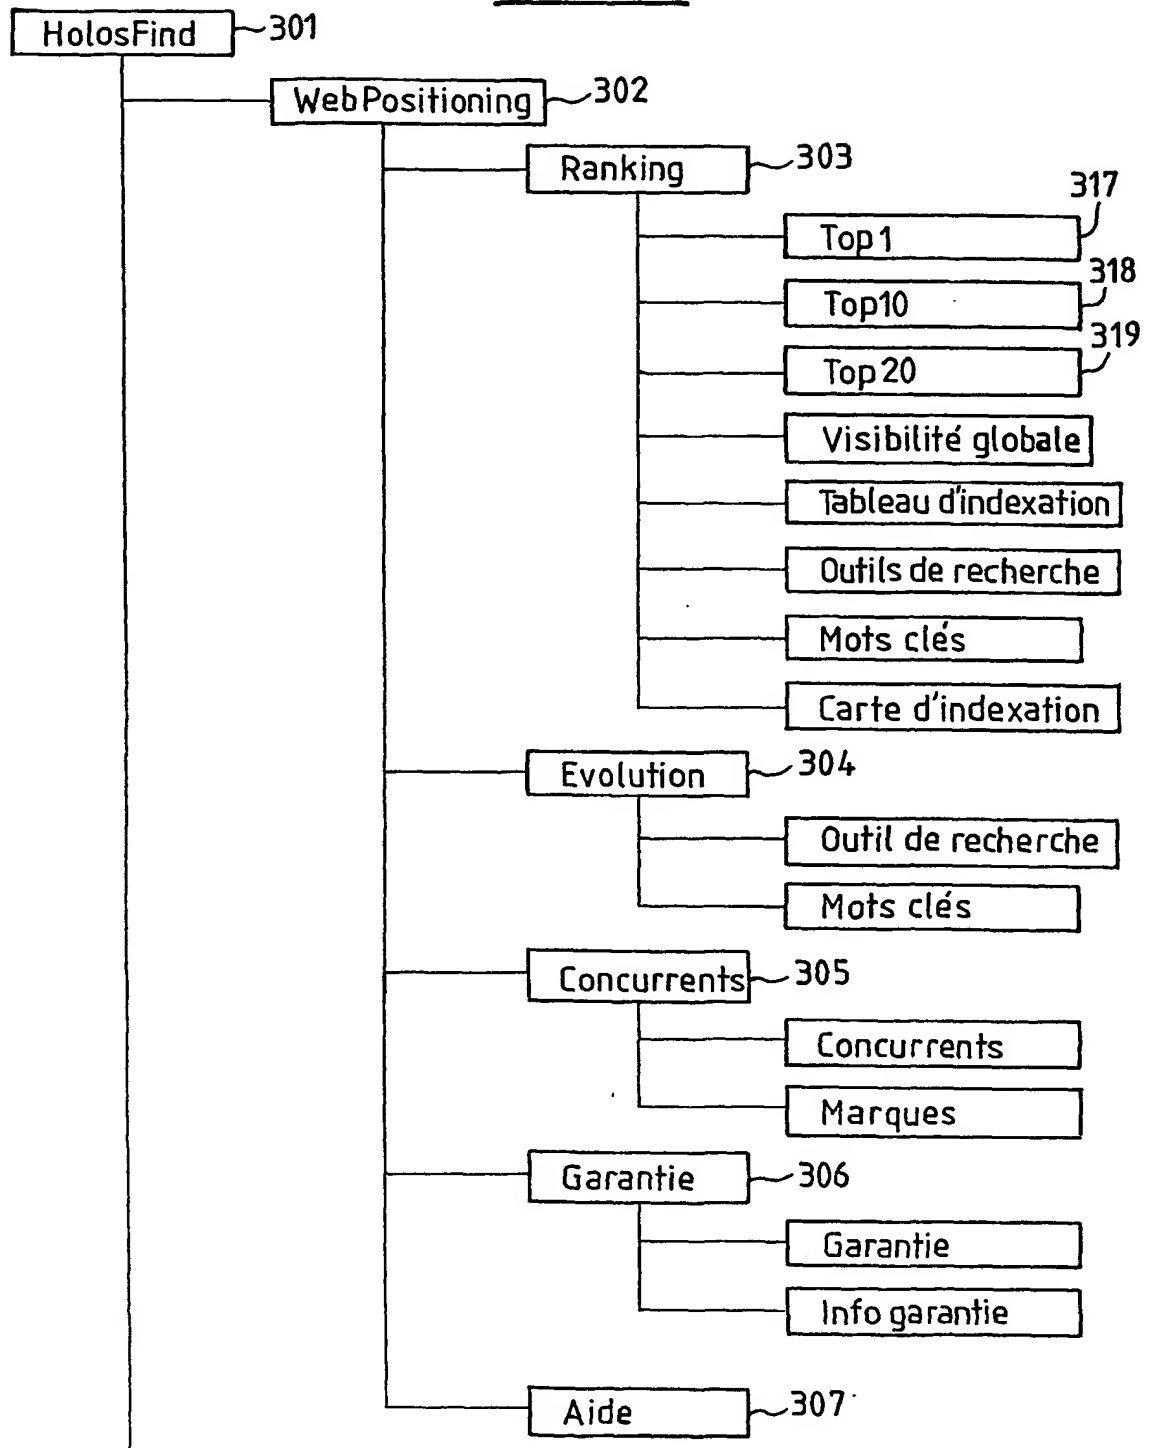 HolosFind 301
WebPositioning 302
Ranking 303
317
Top1
318
Top10
319
Top20
Visibilité globale
Tableau d'indexation
Outils de recherche
Mots clés
Carte d'indexation
Evolution 304
Outil de recherche
Mots clés
Concurrents 305
Concurrents
Marques
Garantie 306
Garantie
Info garantie
Aide 307